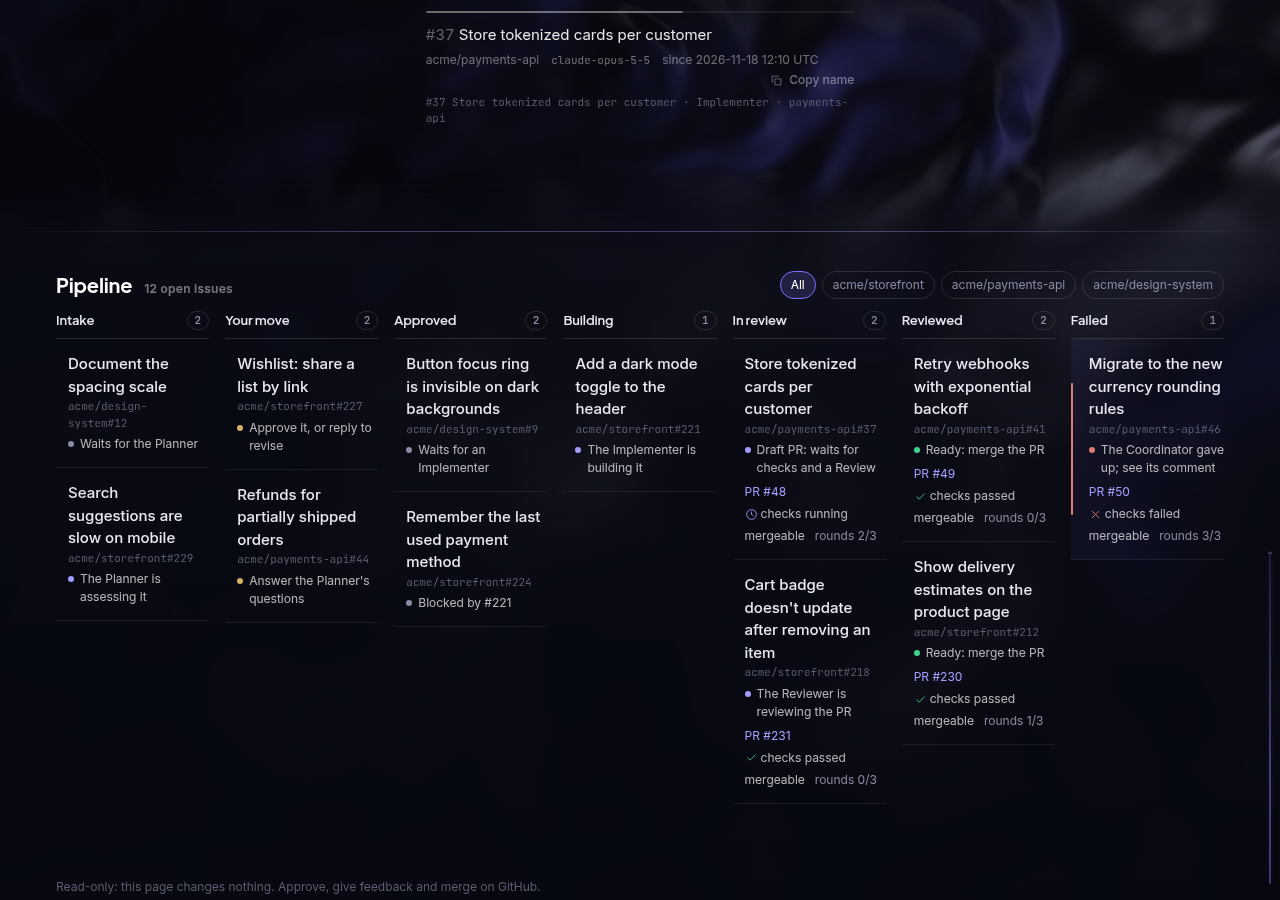 #37 Store tokenized cards per customer
acme/payments-api claude-opus-5-5 since 2026-11-18 12:10 UTC
Copy name
#37 Store tokenized cards per customer · Implementer · payments-
api
Pipeline 12 open issues
All acme/storefront acme/payments-api acme/design-system
Intake 2
Document the
spacing scale
acme/design-
system#12
Waits for the Planner
Search
suggestions are
slow on mobile
acme/storefront#229
The Planner is
assessing it
Your move 2
Wishlist: share a
list by link
acme/storefront#227
Approve it, or reply to
revise
Refunds for
partially shipped
orders
acme/payments-api#44
Answer the Planner's
questions
Approved 2
Button focus ring
is invisible on dark
backgrounds
acme/design-system#9
Waits for an
Implementer
Remember the last
used payment
method
acme/storefront#224
Blocked by #221
Building 1
Add a dark mode
toggle to the
header
acme/storefront#221
The Implementer is
building it
In review 2
Store tokenized
cards per
customer
acme/payments-api#37
Draft PR: waits for
checks and a Review
PR #48
checks running
mergeable rounds 2/3
Cart badge
doesn't update
after removing an
item
acme/storefront#218
The Reviewer is
reviewing the PR
PR #231
checks passed
mergeable rounds 0/3
Reviewed 2
Retry webhooks
with exponential
backoff
acme/payments-api#41
Ready: merge the PR
PR #49
checks passed
mergeable rounds 0/3
Show delivery
estimates on the
product page
acme/storefront#212
Ready: merge the PR
PR #230
checks passed
mergeable rounds 1/3
Failed 1
Migrate to the new
currency rounding
rules
acme/payments-api#46
The Coordinator gave
up; see its comment
PR #50
checks failed
mergeable rounds 3/3
Read-only: this page changes nothing. Approve, give feedback and merge on GitHub.